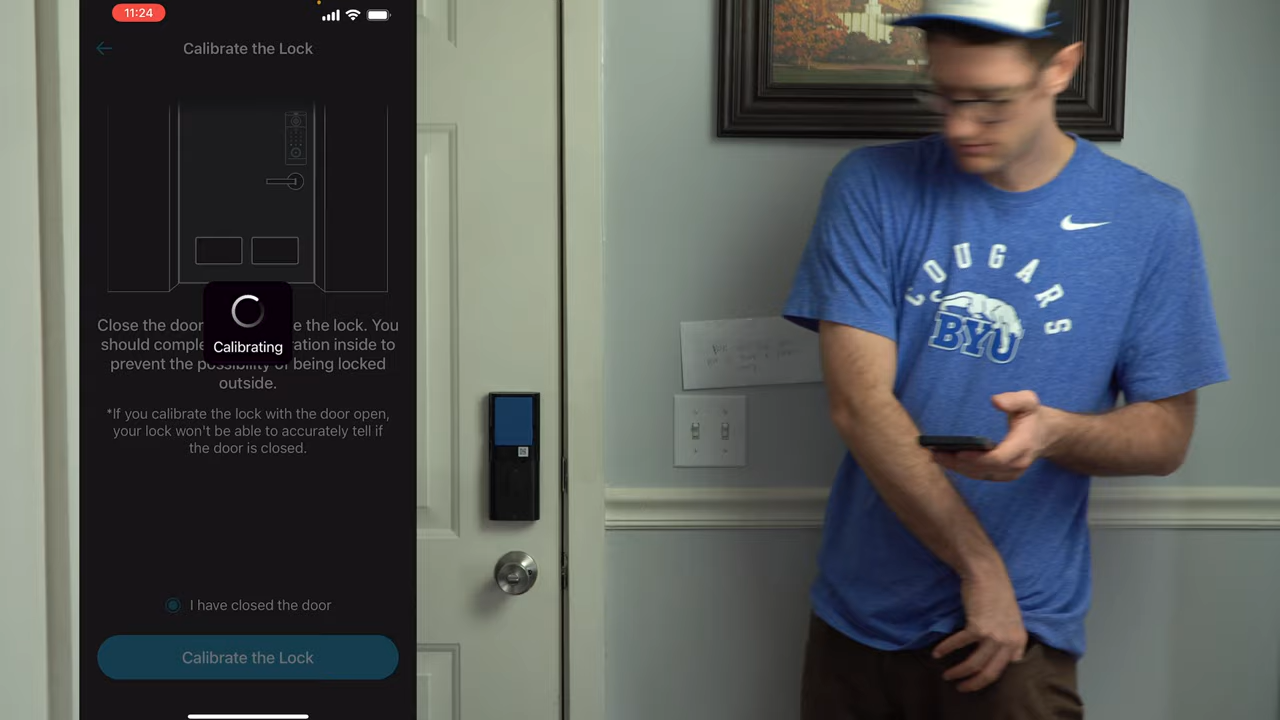 11:24
Calibrate the Lock
Close the door e the lock. You
should comple ation inside to
prevent the possibility of being locked
outside.
Calibrating
*If you calibrate the lock with the door open,
your lock won't be able to accurately tell if
the door is closed.
I have closed the door
Calibrate the Lock
COUGARS
BYU